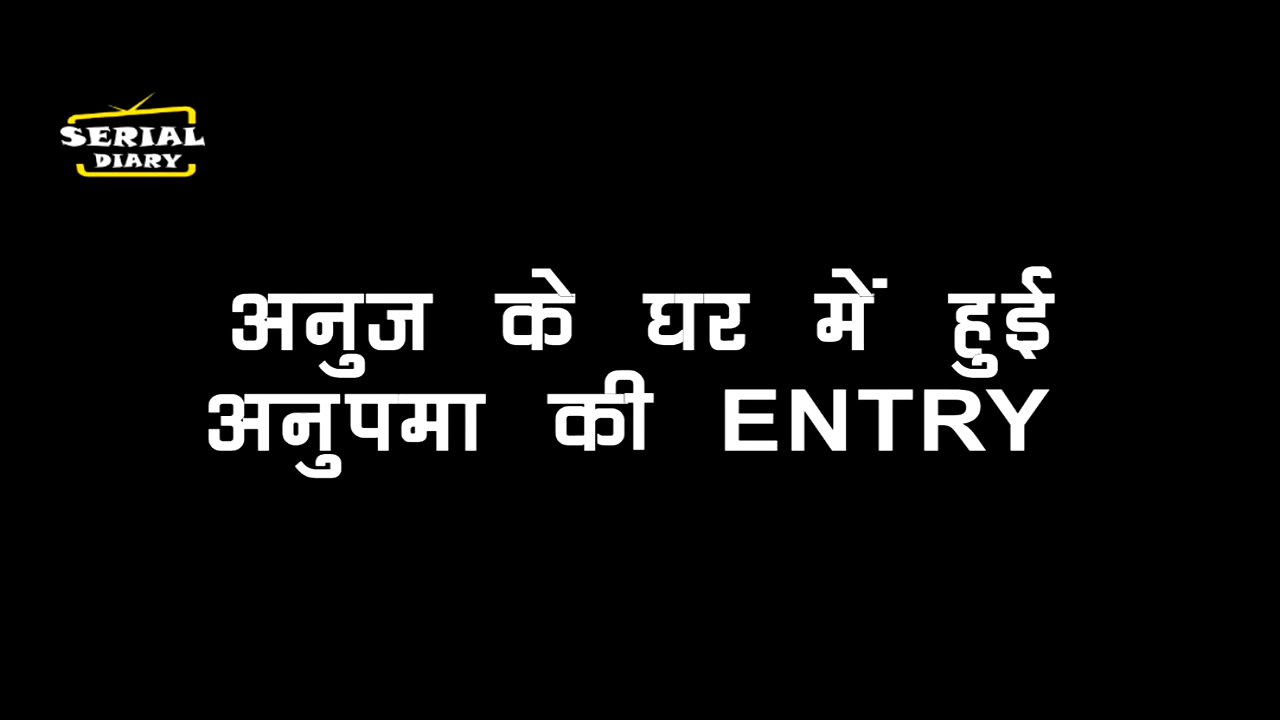 SERIAL
DIARY
अनुज के घर में हुई
अनुपमा की ENTRY